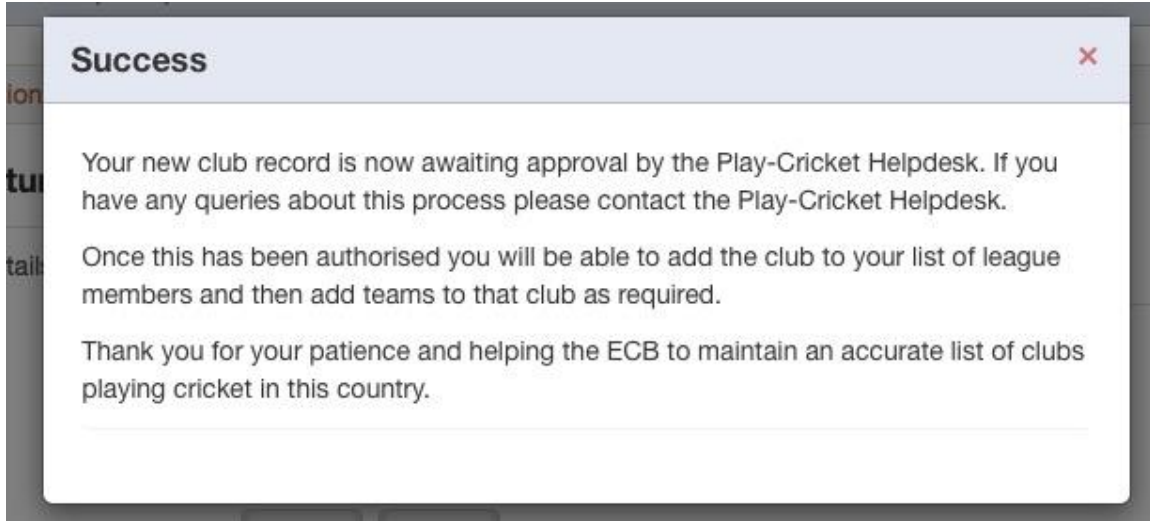 Success
×
ion
Your new club record is now awaiting approval by the Play-Cricket Helpdesk. If you
have any queries about this process please contact the Play-Cricket Helpdesk.
tur
tails
Once this has been authorised you will be able to add the club to your list of league
members and then add teams to that club as required.
Thank you for your patience and helping the ECB to maintain an accurate list of clubs
playing cricket in this country.